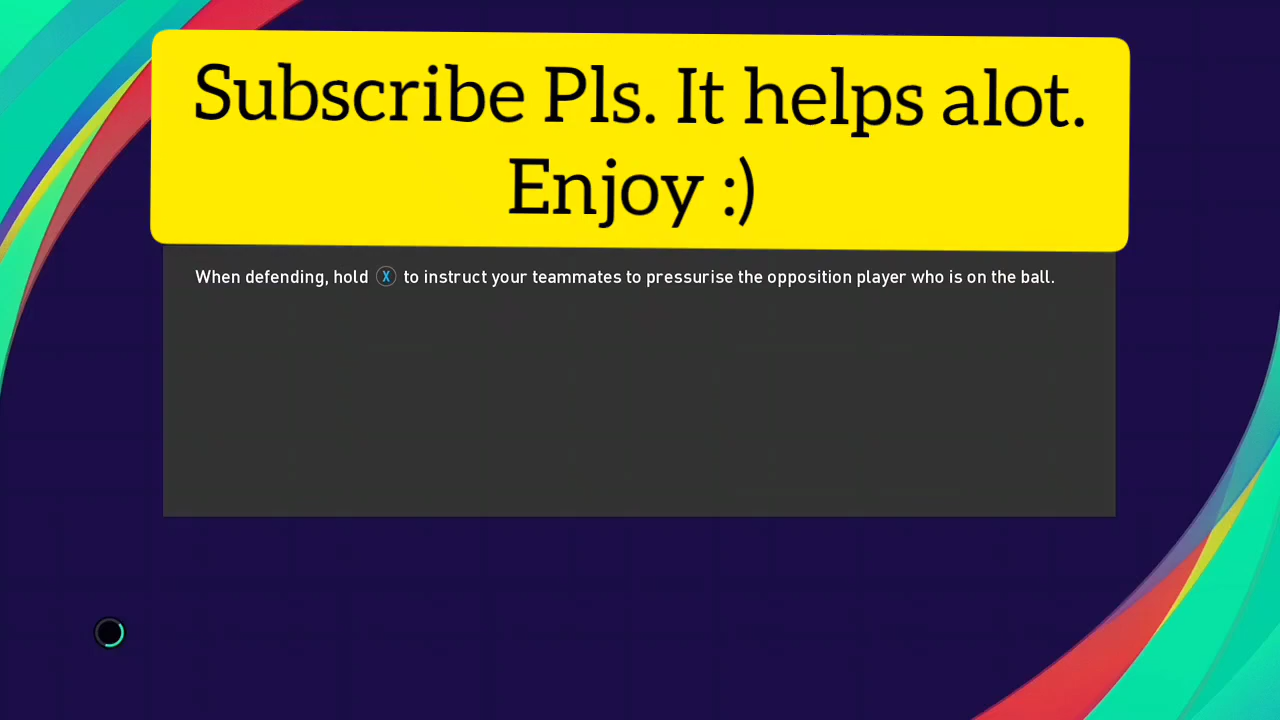 Subscribe Pls. It helps alot.
Enjoy :)
When defending, hold X to instruct your teammates to pressurise the opposition player who is on the ball.